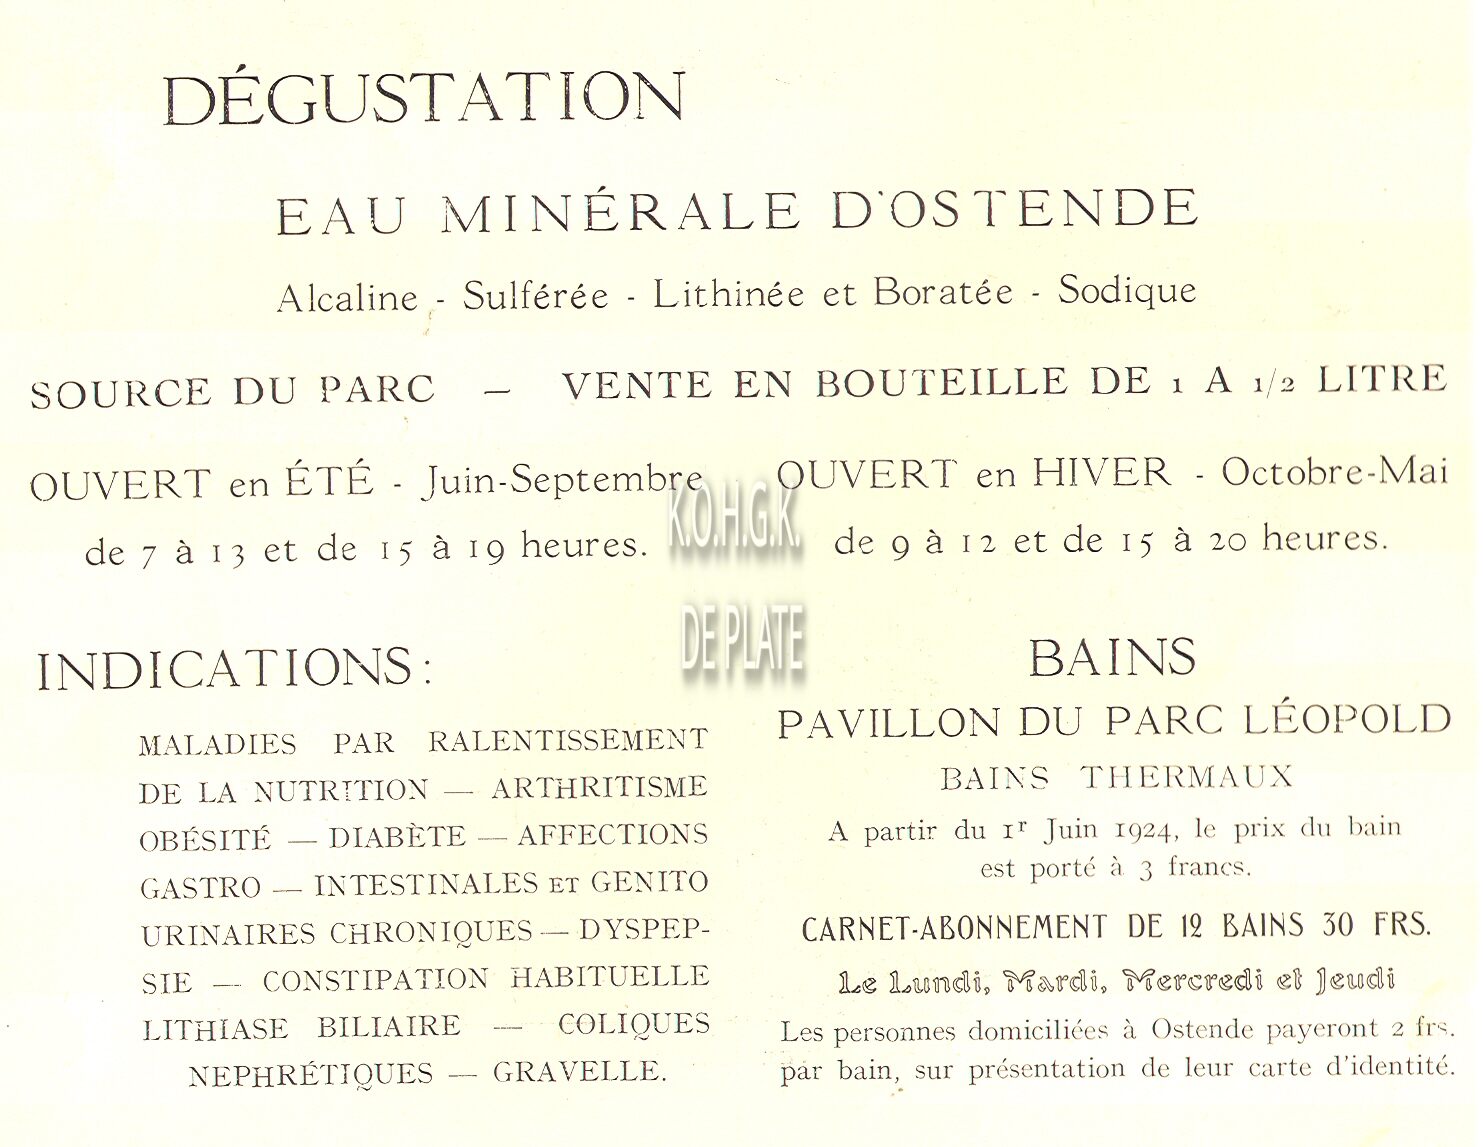 DÉGUSTATION
EAU MINÉRALE D'OSTENDE
Alcaline - Sulférée - Lithinée et Boratée - Sodique
SOURCE DU PARC — VENTE EN BOUTEILLE DE 1 A 1/2 LITRE
OUVERT en ÉTÉ - Juin-Septembre
de 7 à 13 et de 15 à 19 heures.
OUVERT en HIVER - Octobre-Mai
de 9 à 12 et de 15 à 20 heures.
K.O.H.G.K.
DE PLATE
INDICATIONS:
MALADIES PAR RALENTISSEMENT
DE LA NUTRITION — ARTHRITISME
OBÉSITÉ — DIABÈTE — AFFECTIONS
GASTRO — INTESTINALES ET GENITO
URINAIRES CHRONIQUES — DYSPEP-
SIE — CONSTIPATION HABITUELLE
LITHIASE BILIAIRE — COLIQUES
NEPHRÉTIQUES — GRAVELLE.
BAINS
PAVILLON DU PARC LÉOPOLD
BAINS THERMAUX
A partir du 1r Juin 1924, le prix du bain
est porté à 3 francs.
CARNET-ABONNEMENT DE 12 BAINS 30 FRS.
Le Lundi, Mardi, Mercredi et Jeudi
Les personnes domiciliées à Ostende payeront 2 frs.
par bain, sur présentation de leur carte d'identité.